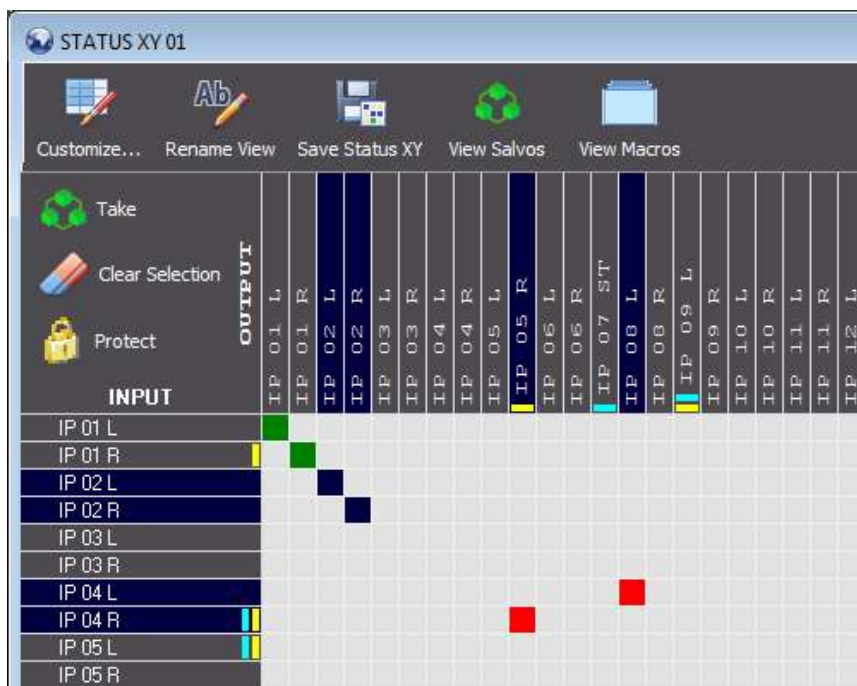 STATUS XY 01
Customize...
Rename View
Save Status XY
View Salvos
View Macros
Take
Clear Selection
Protect
OUTPUT
INPUT
IP 01 L
IP 01 R
IP 02 L
IP 02 R
IP 03 L
IP 03 R
IP 04 L
IP 04 R
IP 05 L
IP 05 R
IP 06 L
IP 06 R
IP 07 ST
IP 08 L
IP 08 R
IP 09 L
IP 09 R
IP 10 L
IP 10 R
IP 11 L
IP 11 R
IP 12 L
IP 01 L
IP 01 R
IP 02 L
IP 02 R
IP 03 L
IP 03 R
IP 04 L
IP 04 R
IP 05 L
IP 05 R